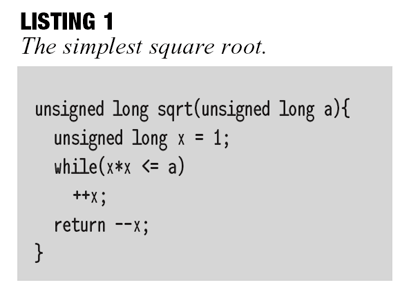 LISTING 1
The simplest square root.
unsigned long sqrt(unsigned long a){
unsigned long x = 1;
while(x*x <= a)
++x;
return --x;
}